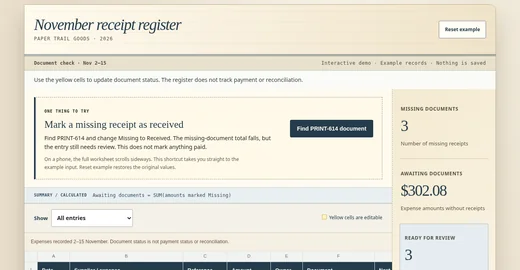 November receipt register
PAPER TRAIL GOODS · 2026
Reset example
Document check · Nov 2–15
Interactive demo · Example records · Nothing is saved
Use the yellow cells to update document status. The register does not track payment or reconciliation.
ONE THING TO TRY
Mark a missing receipt as received
Find PRINT-614 and change Missing to Received. The missing-document total falls, but
the entry still needs review. This does not mark anything paid.
On a phone, the full worksheet scrolls sideways. This shortcut takes you straight to the
example input. Reset example restores the original values.
Find PRINT-614 document
MISSING DOCUMENTS
3
Number of missing receipts
AWAITING DOCUMENTS
$302.08
Expense amounts without receipts
READY FOR REVIEW
3
SUMMARY / CALCULATED Awaiting documents = SUM(amounts marked Missing)
Show All entries
Yellow cells are editable
Expenses recorded 2–15 November. Document status is not payment status or reconciliation.
A B C D E F